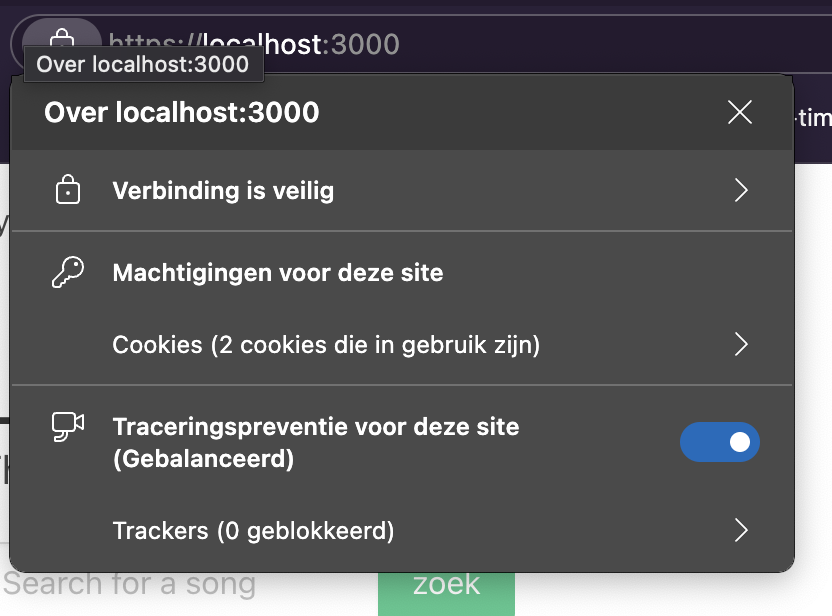 https://localhost:3000
Over localhost:3000
Over localhost:3000
-tim
Verbinding is veilig
Machtigingen voor deze site
Cookies (2 cookies die in gebruik zijn)
Traceringspreventie voor deze site
(Gebalanceerd)
Trackers (0 geblokkeerd)
Search for a song
zoek